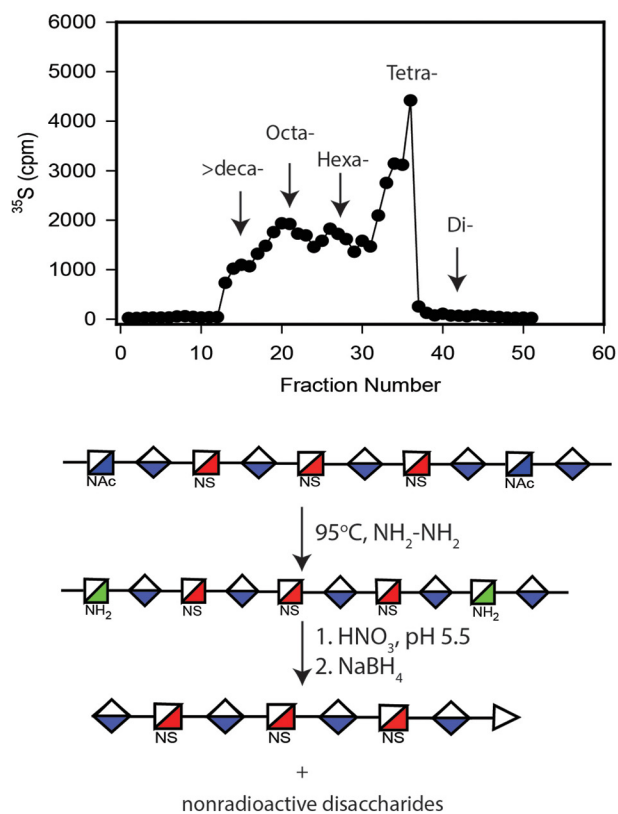 6000
5000
4000
3000
2000
1000
0
³⁵S (cpm)
Tetra-
Octa-
Hexa-
>deca-
Di-
0 10 20 30 40 50 60
Fraction Number
NAc NS NS NS NAc
95°C, NH₂-NH₂
NH₂ NS NS NS NH₂
1. HNO₃, pH 5.5
2. NaBH₄
NS NS NS
+
nonradioactive disaccharides